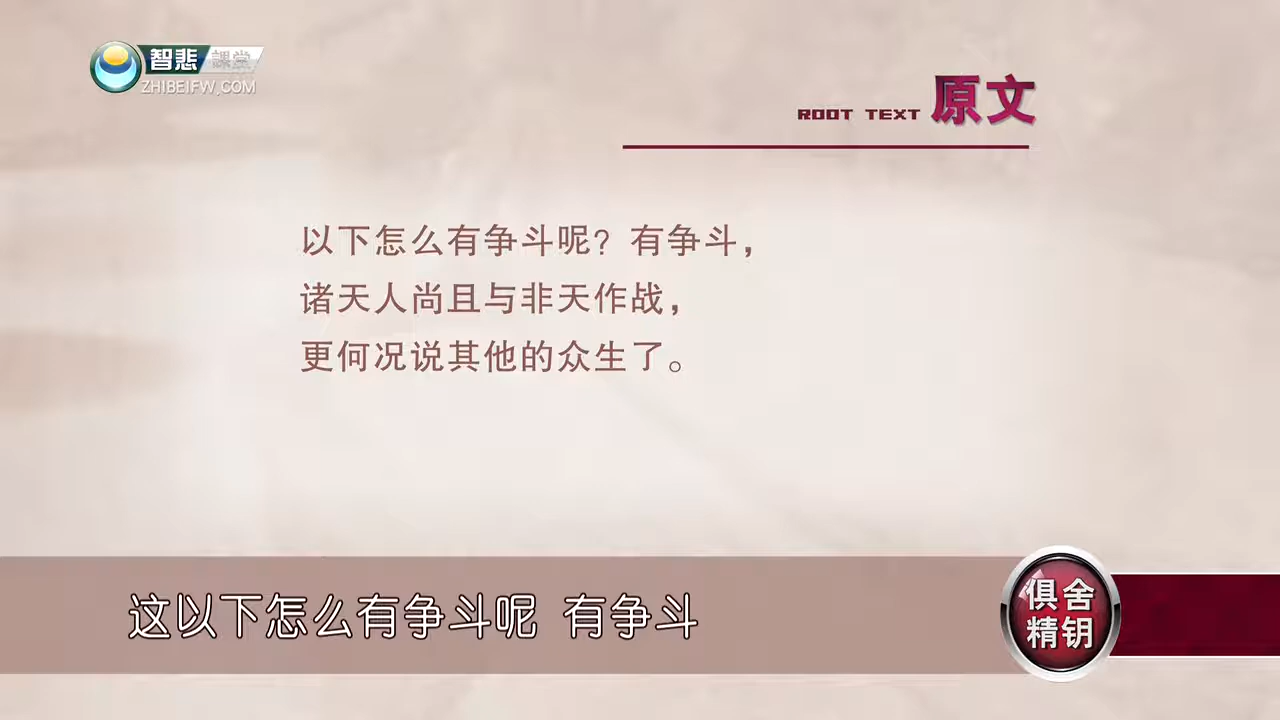 智悲課堂
ZHIBEIFW.COM
ROOT TEXT 原文
以下怎么有争斗呢？有争斗，
诸天人尚且与非天作战，
更何况说其他的众生了。
这以下怎么有争斗呢 有争斗
俱舍
精钥